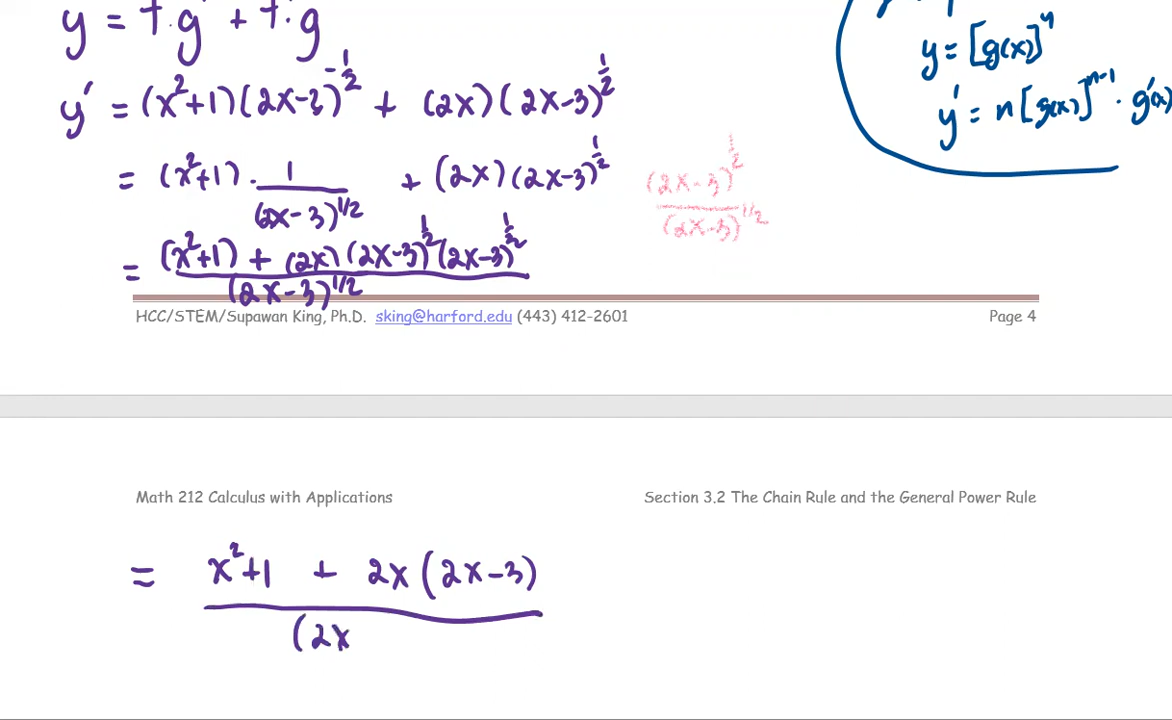 y = f·g' + f'·g
y = [g(x)]^n
y' = n[g(x)]^(n-1) · g'(x)
y' = (x²+1)(2x-3)^(-1/2) + (2x)(2x-3)^(1/2)
= (x²+1) · 1/(2x-3)^(1/2) + (2x)(2x-3)^(1/2)
(2x-3)^(1/2) / (2x-3)^(1/2)
= ((x²+1) + (2x)(2x-3)^(1/2)(2x-3)^(1/2)) / (2x-3)^(1/2)
HCC/STEM/Supawan King, Ph.D. sking@harford.edu (443) 412-2601 Page 4
Math 212 Calculus with Applications Section 3.2 The Chain Rule and the General Power Rule
= x²+1 + 2x(2x-3)
(2x